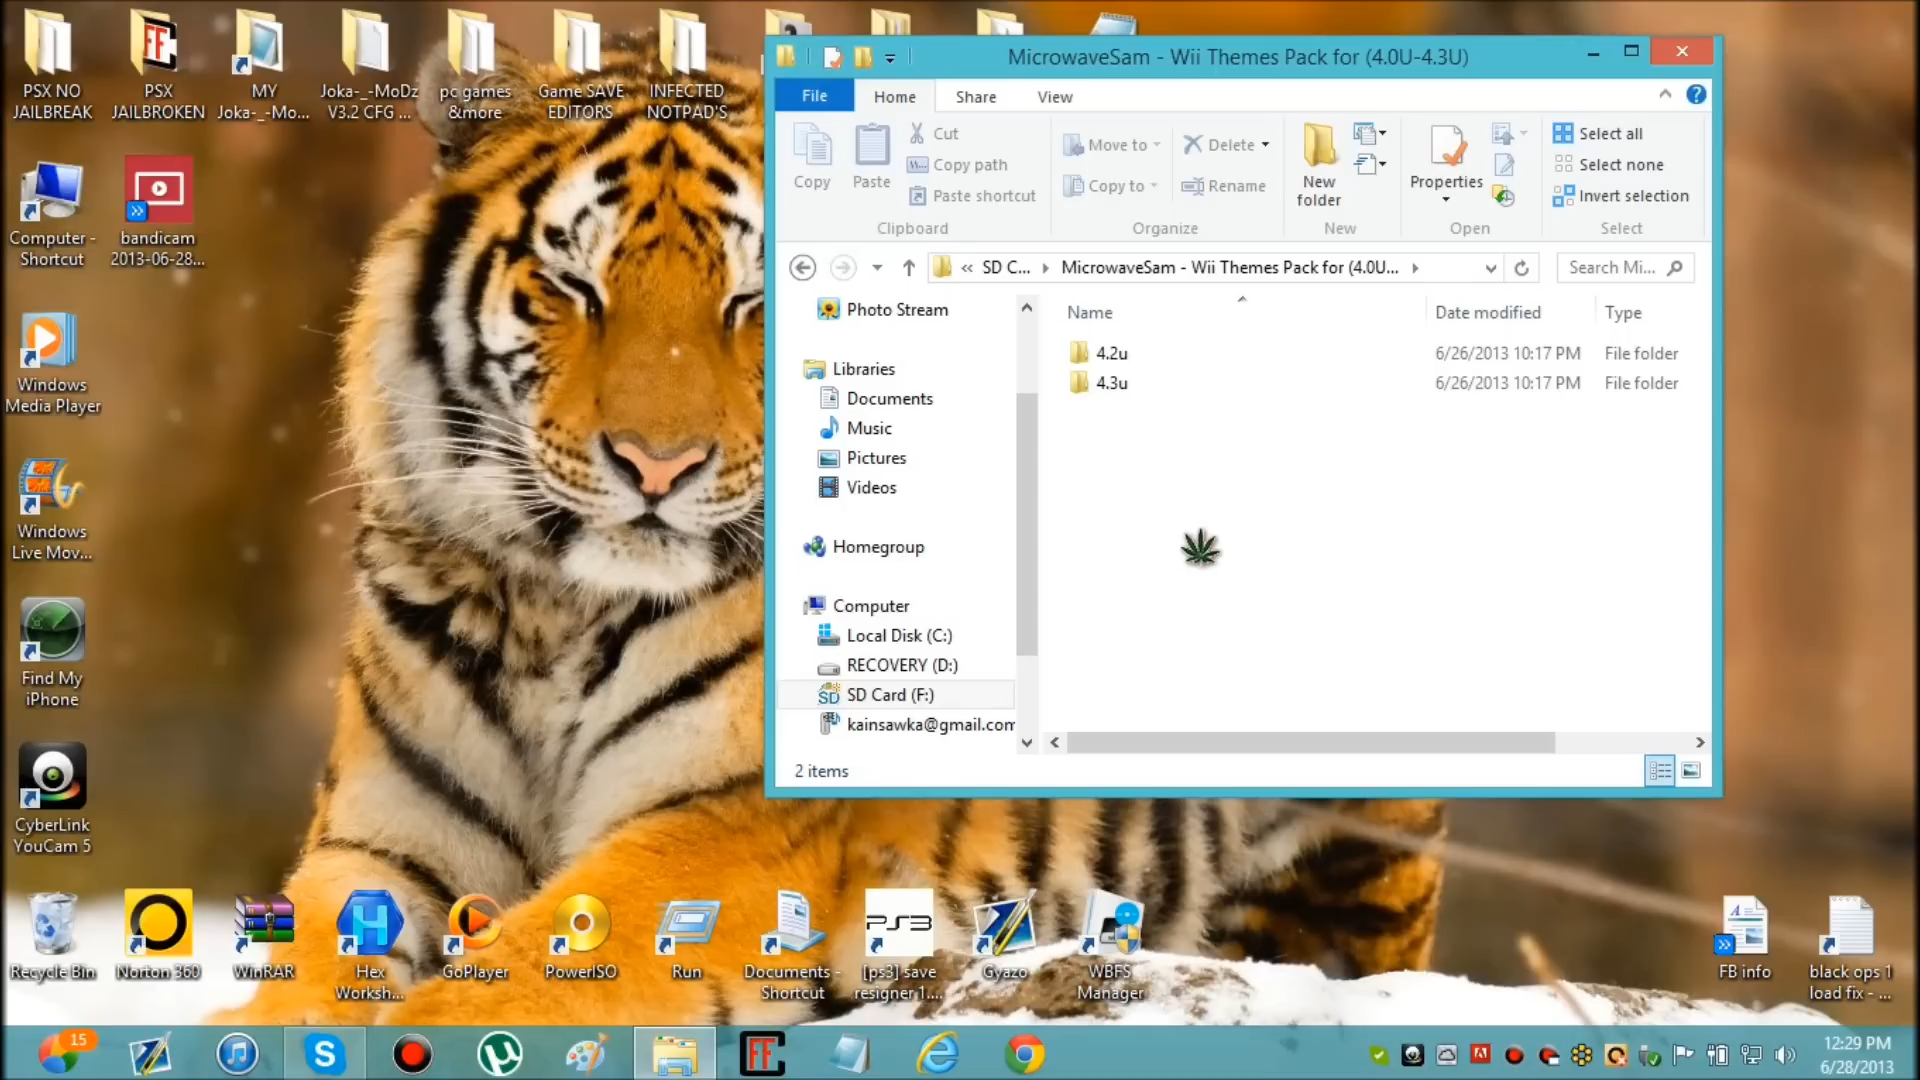 PSX NO
JAILBREAK
PSX
JAILBROKEN
MY
Joka-_-Mo...
Joka-_-MoDz
V3.2 CFG ...
pc games
&more
Game SAVE
EDITORS
INFECTED
NOTPAD'S
Computer -
Shortcut
bandicam
2013-06-28...
Windows
Media Player
Windows
Live Mov...
Find My
iPhone
CyberLink
YouCam 5
MicrowaveSam - Wii Themes Pack for (4.0U-4.3U)
File
Home
Share
View
Copy
Paste
Cut
Copy path
Paste shortcut
Clipboard
Move to
Copy to
Delete
Rename
Organize
New
folder
New
Properties
Open
Select all
Select none
Invert selection
Select
« SD C...
MicrowaveSam - Wii Themes Pack for (4.0U...
Search Mi...
Photo Stream
Libraries
Documents
Music
Pictures
Videos
Homegroup
Computer
Local Disk (C:)
RECOVERY (D:)
SD Card (F:)
kainsawka@gmail.com
Name
Date modified
Type
4.2u
6/26/2013 10:17 PM
File folder
4.3u
6/26/2013 10:17 PM
File folder
2 items
Recycle Bin
Norton 360
WinRAR
Hex
Worksh...
GoPlayer
PowerISO
Run
Documents -
Shortcut
PS3
[ps3] save
resigner 1....
Gyazo
WBFS
Manager
FB info
black ops 1
load fix - ...
15
12:29 PM
6/28/2013